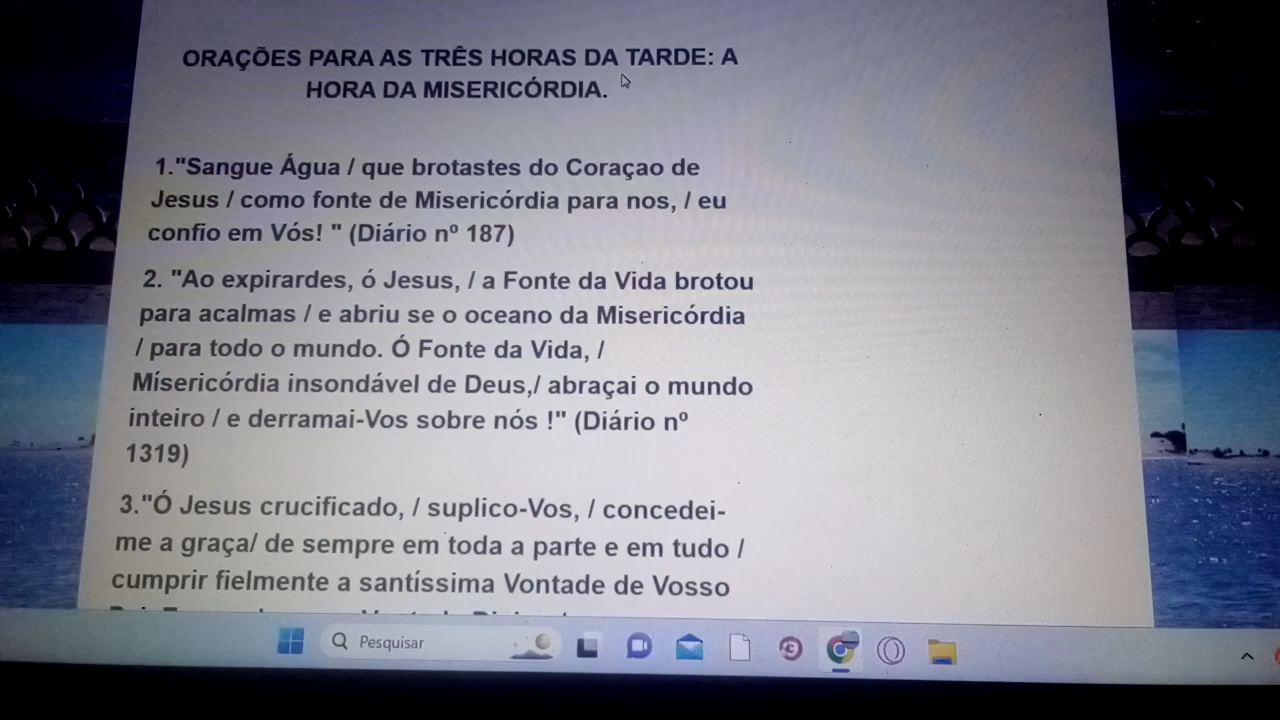 ORAÇÕES PARA AS TRÊS HORAS DA TARDE: A
HORA DA MISERICÓRDIA.
1."Sangue Água / que brotastes do Coraçao de
Jesus / como fonte de Misericórdia para nos, / eu
confio em Vós! " (Diário nº 187)
2. "Ao expirardes, ó Jesus, / a Fonte da Vida brotou
para acalmas / e abriu se o oceano da Misericórdia
/ para todo o mundo. Ó Fonte da Vida, /
Mísericórdia insondável de Deus,/ abraçai o mundo
inteiro / e derramai-Vos sobre nós !" (Diário nº
1319)
3."Ó Jesus crucificado, / suplico-Vos, / concedei-
me a graça/ de sempre em toda a parte e em tudo /
cumprir fielmente a santíssima Vontade de Vosso
Pesquisar